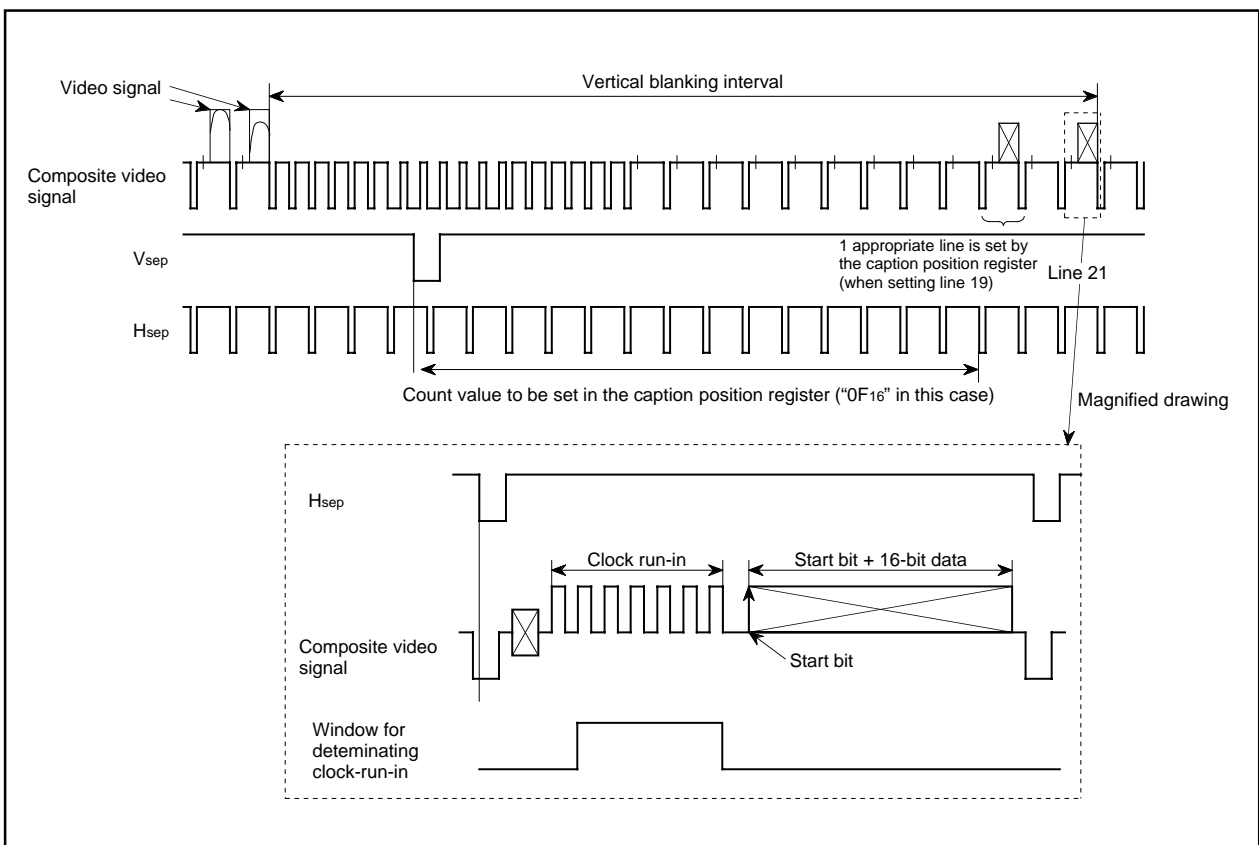 Video signal
Vertical blanking interval
Composite video
signal
Vsep
1 appropriate line is set by
the caption position register
(when setting line 19)
Line 21
Hsep
Count value to be set in the caption position register (“0F16” in this case)
Magnified drawing
Hsep
Clock run-in
Start bit + 16-bit data
Composite video
signal
Start bit
Window for
deteminating
clock-run-in